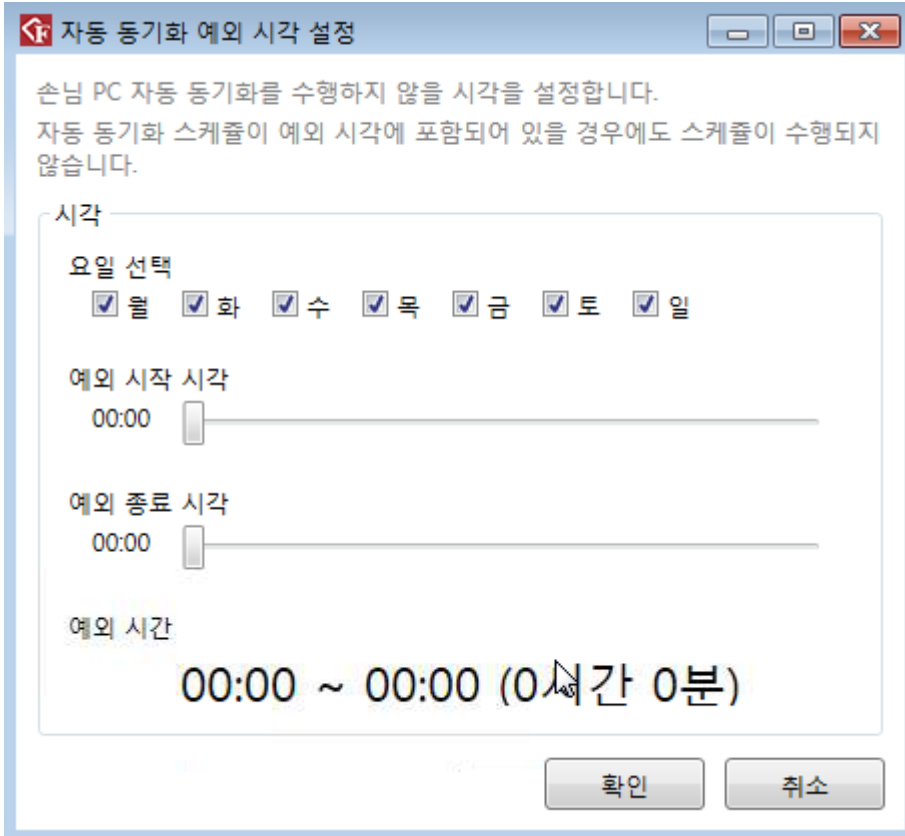 자동 동기화 예외 시각 설정
손님 PC 자동 동기화를 수행하지 않을 시각을 설정합니다.
자동 동기화 스케쥴이 예외 시각에 포함되어 있을 경우에도 스케쥴이 수행되지
않습니다.
시각
요일 선택
월 화 수 목 금 토 일
예외 시작 시각
00:00
예외 종료 시각
00:00
예외 시간
00:00 ~ 00:00 (0시간 0분)
확인 취소